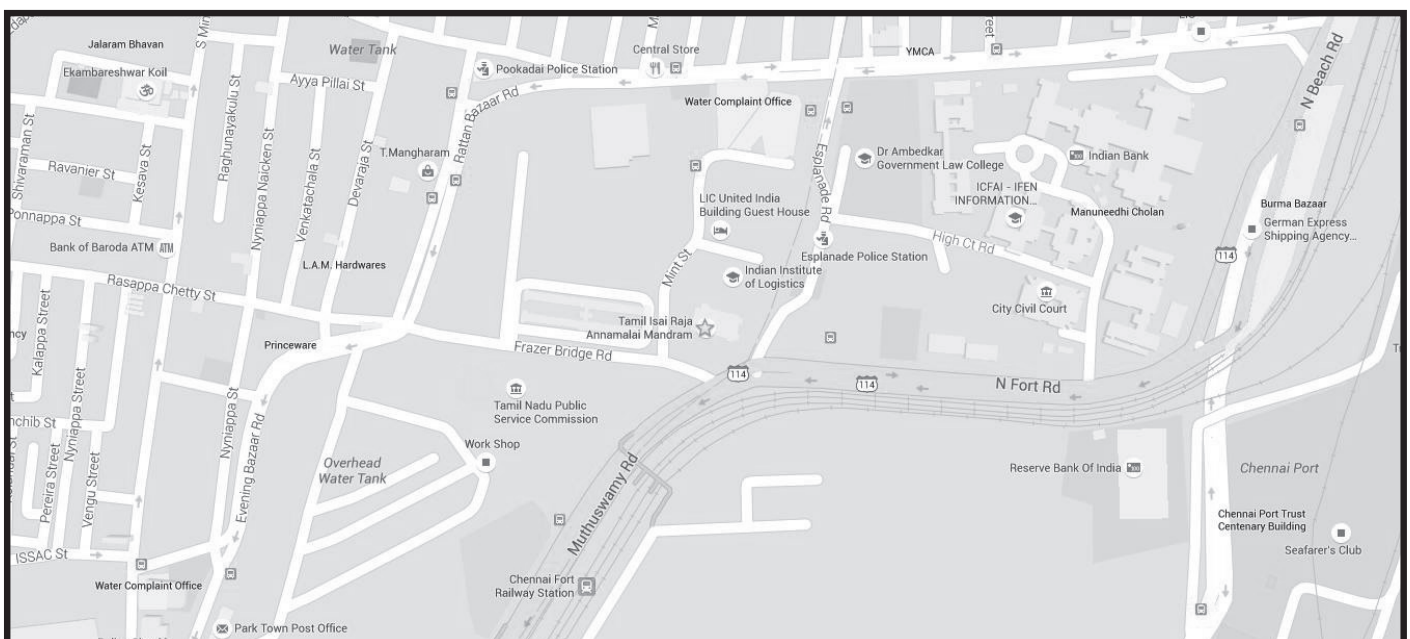 Jalaram Bhavan
Ekambareshwar Koil
Water Tank
Ayya Pillai St
Pookadai Police Station
Central Store
YMCA
N Beach Rd
Water Complaint Office
Rattan Bazaar Rd
Raghunayakulu St
Shivaraman St
Ravanier St
Kesava St
Nyniappa Naicken St
Venkatachala St
Devaraja St
T.Mangharam
Esplanade Rd
Dr Ambedkar
Government Law College
Indian Bank
ICFAI - IFEN
INFORMATION...
Manuneedhi Cholan
LIC United India
Building Guest House
Burma Bazaar
German Express
Shipping Agency...
Ponnappa St
Bank of Baroda ATM
ATM
L.A.M. Hardwares
Mint St
Esplanade Police Station
High Ct Rd
114
Indian Institute
of Logistics
Rasappa Chetty St
City Civil Court
Kalappa Street
Princeware
Tamil Isai Raja
Annamalai Mandram
Frazer Bridge Rd
114
114
N Fort Rd
Tamil Nadu Public
Service Commission
Nyniappa Street
Nyniappa St
Evening Bazaar Rd
Work Shop
Overhead
Water Tank
Reserve Bank Of India
Chennai Port
Pereira Street
Vengu Street
Muthuswamy Rd
Chennai Port Trust
Centenary Building
Seafarer's Club
ISSAC St
Water Complaint Office
Chennai Fort
Railway Station
Park Town Post Office